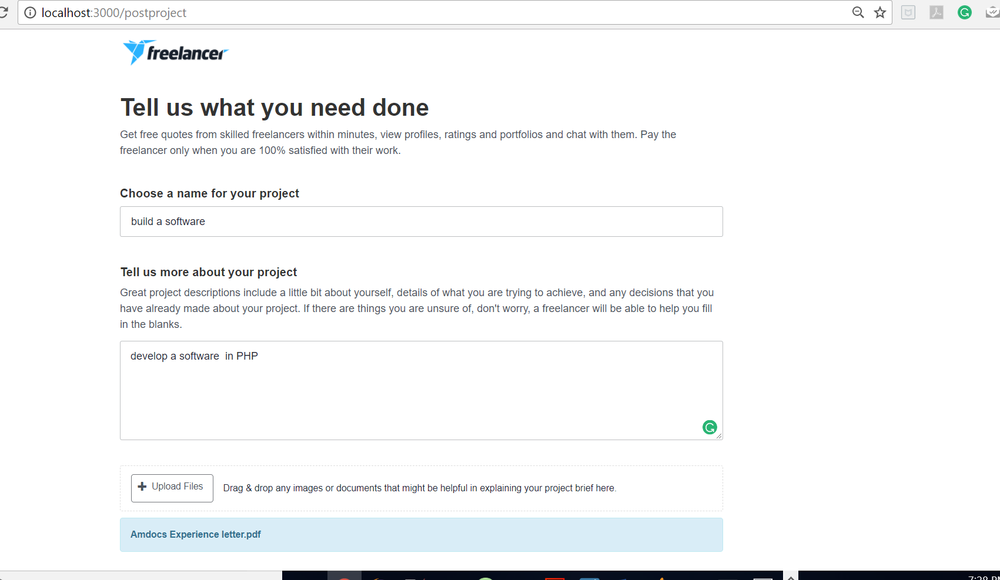 localhost:3000/postproject
freelancer
Tell us what you need done
Get free quotes from skilled freelancers within minutes, view profiles, ratings and portfolios and chat with them. Pay the
freelancer only when you are 100% satisfied with their work.
Choose a name for your project
build a software
Tell us more about your project
Great project descriptions include a little bit about yourself, details of what you are trying to achieve, and any decisions that you
have already made about your project. If there are things you are unsure of, don't worry, a freelancer will be able to help you fill
in the blanks.
develop a software  in PHP
Upload Files
Drag & drop any images or documents that might be helpful in explaining your project brief here.
Amdocs Experience letter.pdf